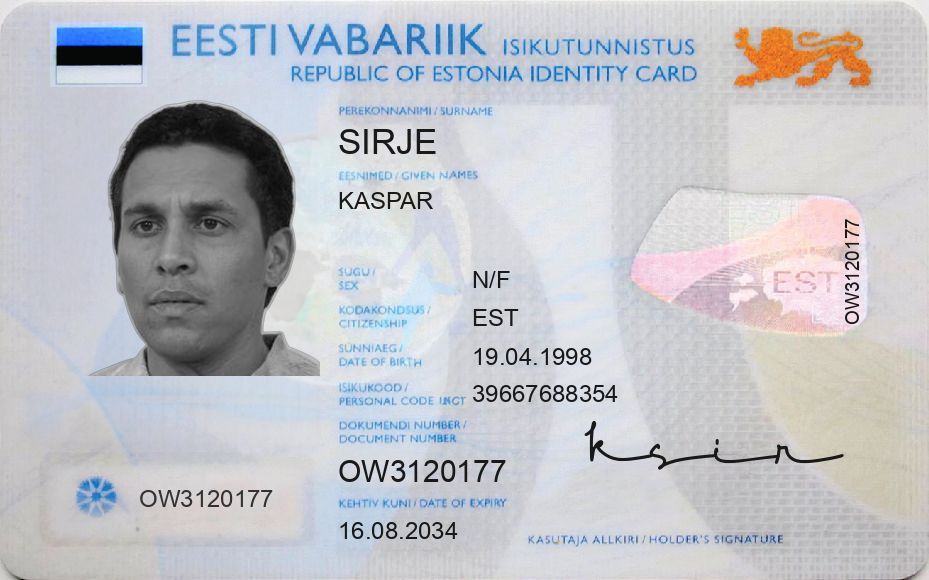 EESTI VABARIIK ISIKUTUNNISTUS
REPUBLIC OF ESTONIA IDENTITY CARD
PEREKONNANIMI / SURNAME
SIRJE
EESNIMED / GIVEN NAMES
KASPAR
SUGU /
SEX
N/F
KODAKONDSUS /
CITIZENSHIP
EST
SÜNNIAEG /
DATE OF BIRTH
19.04.1998
ISIKUKOOD /
PERSONAL CODE
39667688354
DOKUMENDI NUMBER /
DOCUMENT NUMBER
OW3120177
KEHTIV KUNI / DATE OF EXPIRY
16.08.2034
OW3120177
EST
OW3120177
KASUTAJA ALLKIRI / HOLDER'S SIGNATURE